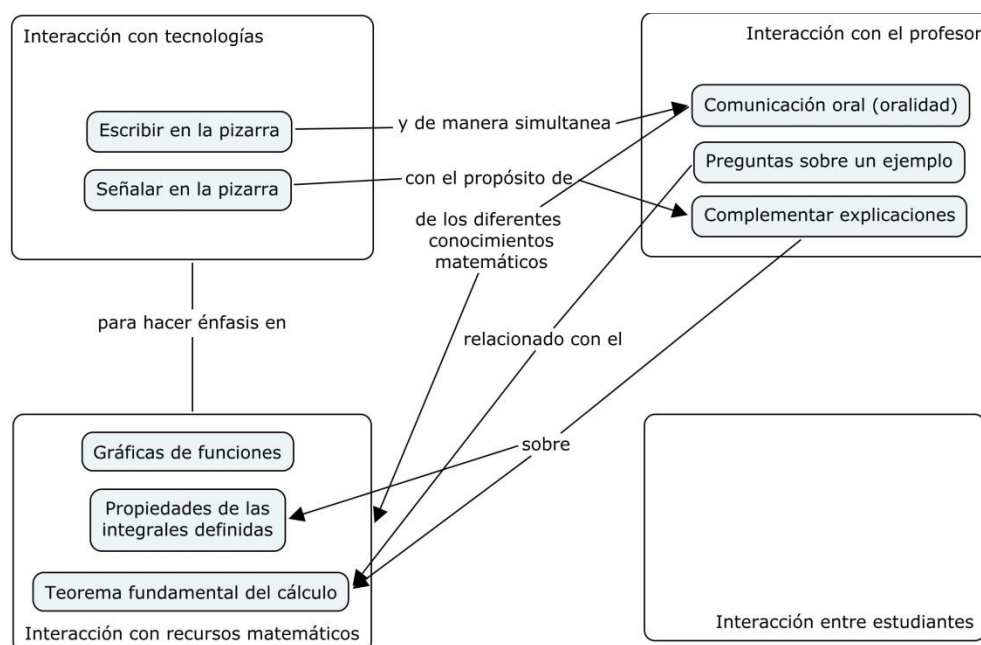 Interacción con tecnologías
Interacción con el profesor
Escribir en la pizarra
y de manera simultanea
Comunicación oral (oralidad)
Señalar en la pizarra
con el propósito de
Preguntas sobre un ejemplo
Complementar explicaciones
de los diferentes
conocimientos
matemáticos
para hacer énfasis en
relacionado con el
Gráficas de funciones
sobre
Propiedades de las
integrales definidas
Teorema fundamental del cálculo
Interacción con recursos matemáticos
Interacción entre estudiantes